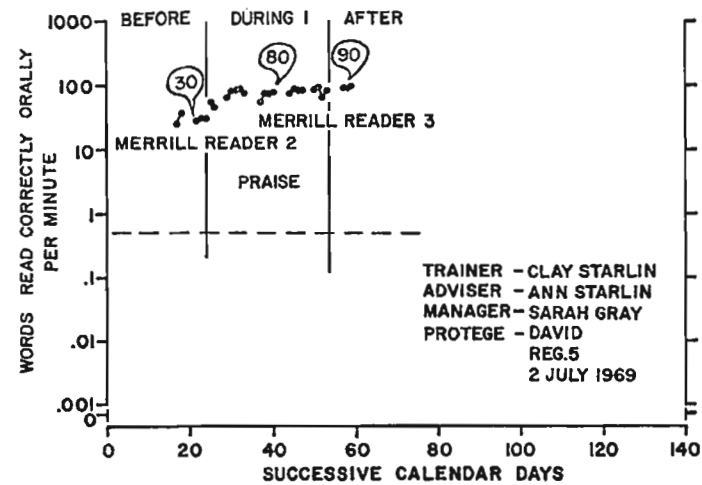 BEFORE DURING 1 AFTER
1000
100
10
1
.1
.01
.001
0
WORDS READ CORRECTLY ORALLY
PER MINUTE
30
80
90
MERRILL READER 3
MERRILL READER 2
PRAISE
TRAINER – CLAY STARLIN
ADVISER – ANN STARLIN
MANAGER – SARAH GRAY
PROTEGE – DAVID
REG.5
2 JULY 1969
0 20 40 60 80 100 120 140
SUCCESSIVE CALENDAR DAYS